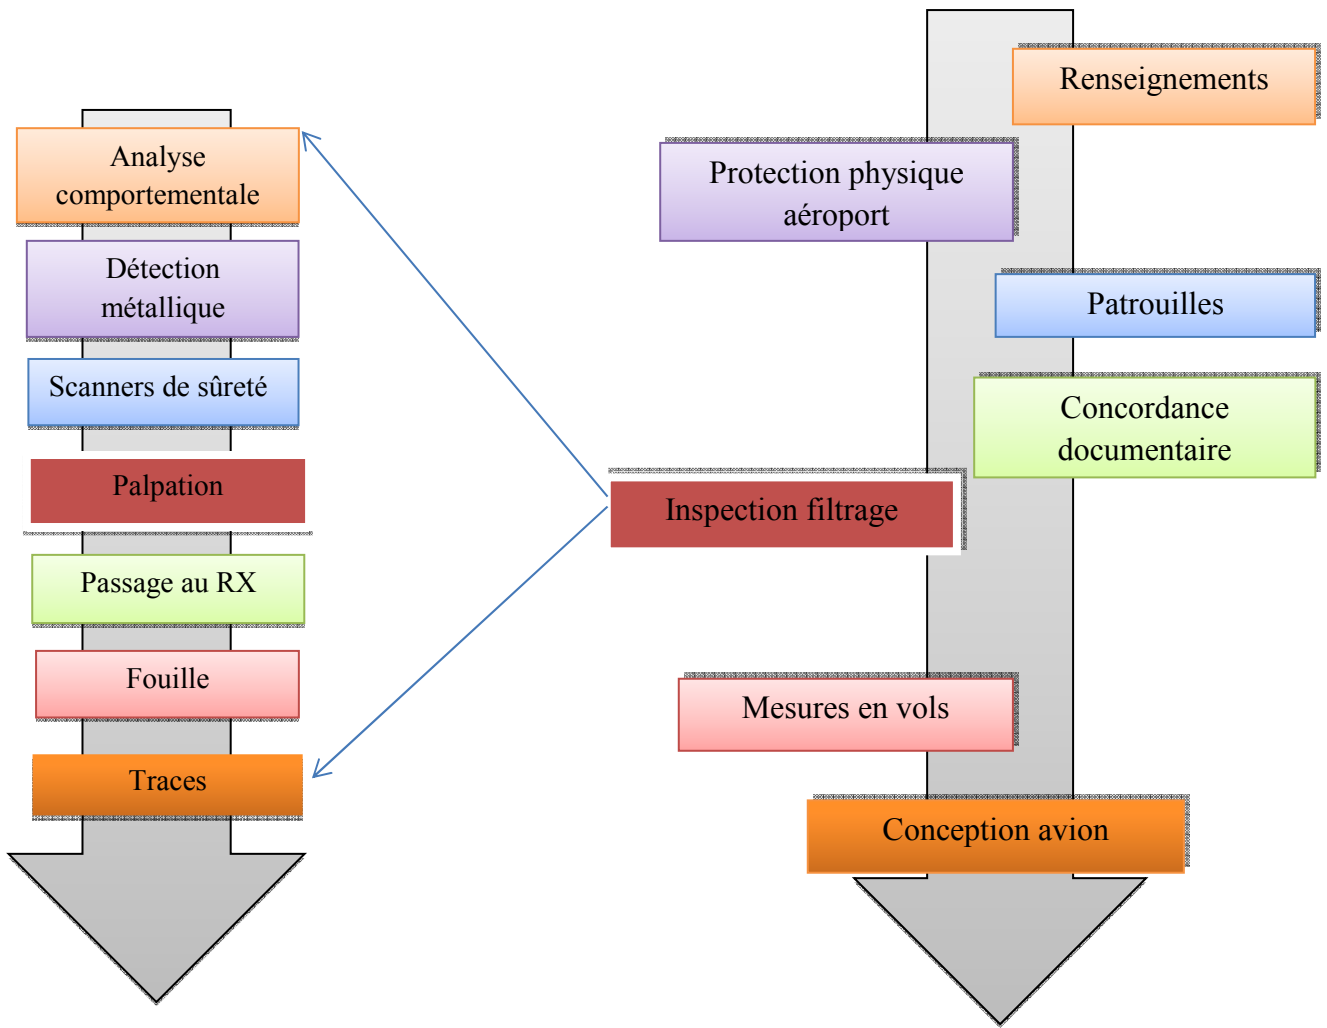 Analyse
comportementale
Détection
métallique
Scanners de sûreté
Palpation
Passage au RX
Fouille
Traces
Renseignements
Protection physique
aéroport
Patrouilles
Concordance
documentaire
Inspection filtrage
Mesures en vols
Conception avion